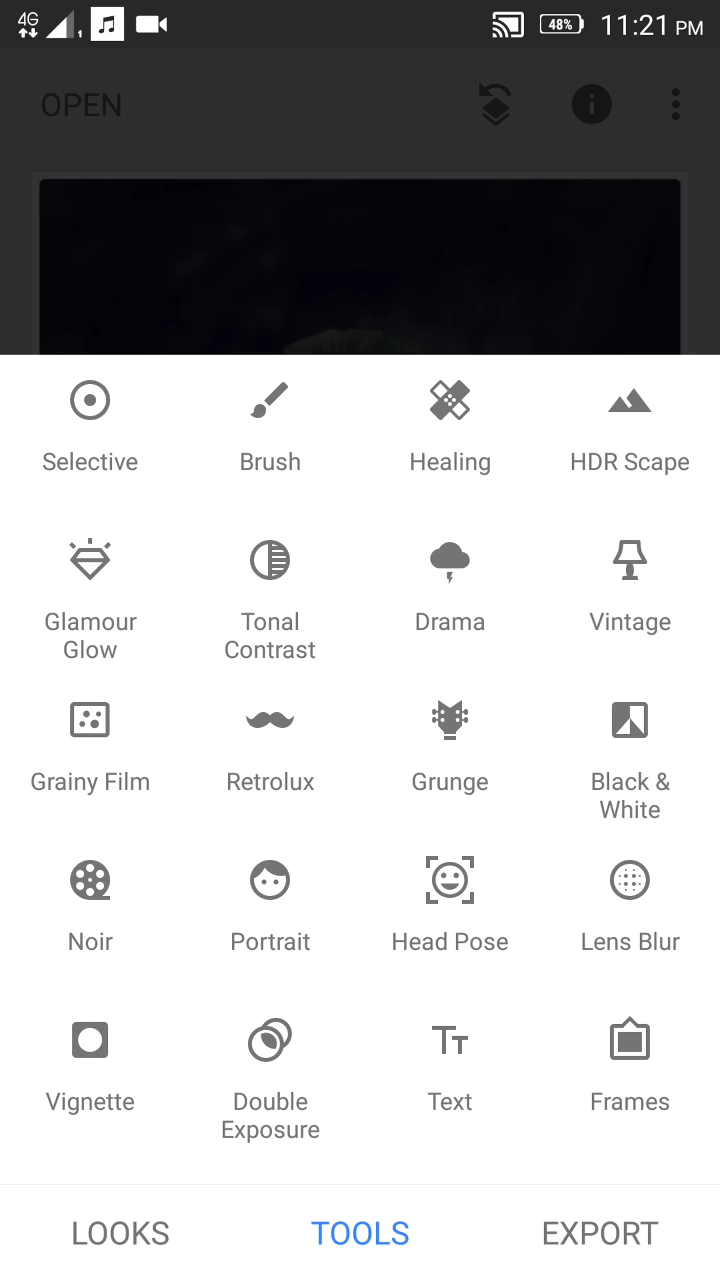 4G 1 48% 11:21 PM
OPEN
Selective Brush Healing HDR Scape
Glamour Tonal Drama Vintage
Glow Contrast
Grainy Film Retrolux Grunge Black &
White
Noir Portrait Head Pose Lens Blur
Vignette Double Text Frames
Exposure
LOOKS TOOLS EXPORT